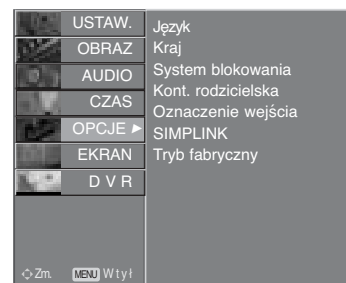 USTAW.
OBRAZ
AUDIO
CZAS
OPCJE ►
EKRAN
D V R
Język
Kraj
System blokowania
Kont. rodzicielska
Oznaczenie wejścia
SIMPLINK
Tryb fabryczny
Zm. MENU Wtył